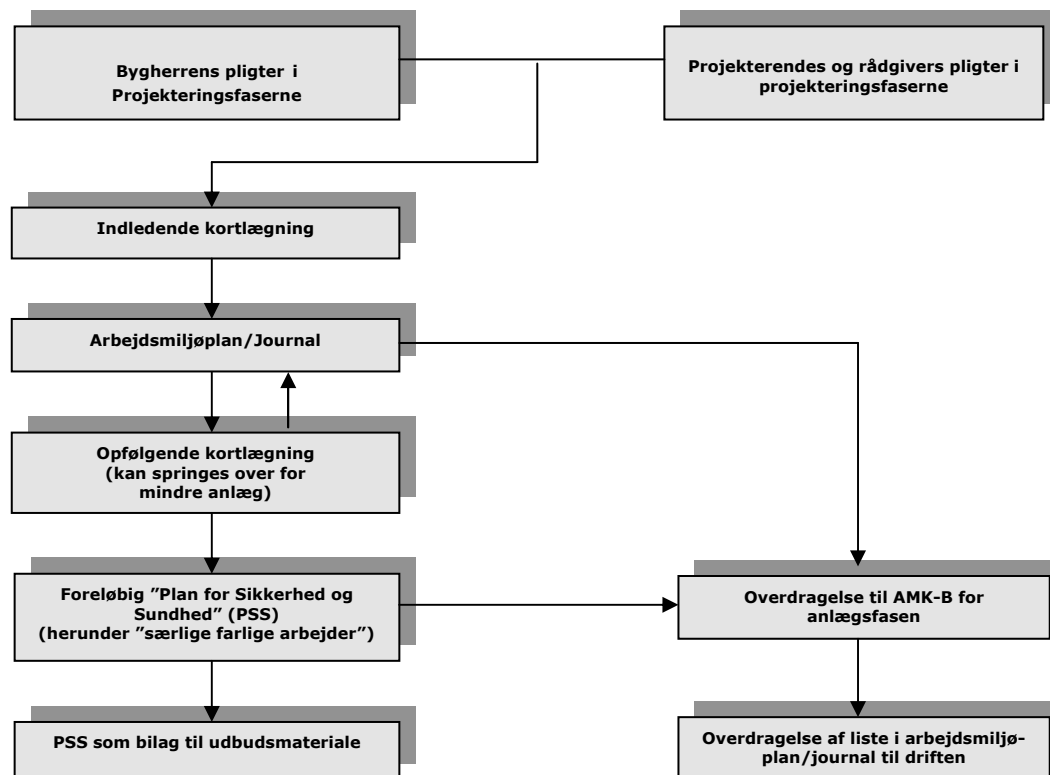 Bygherrens pligter i
Projekteringsfaserne
Projekterendes og rådgivers pligter i
projekteringsfaserne
Indledende kortlægning
Arbejdsmiljøplan/Journal
Opfølgende kortlægning
(kan springes over for
mindre anlæg)
Foreløbig ”Plan for Sikkerhed og
Sundhed” (PSS)
(herunder ”særlige farlige arbejder”)
Overdragelse til AMK-B for
anlægsfasen
PSS som bilag til udbudsmateriale
Overdragelse af liste i arbejdsmiljø-
plan/journal til driften